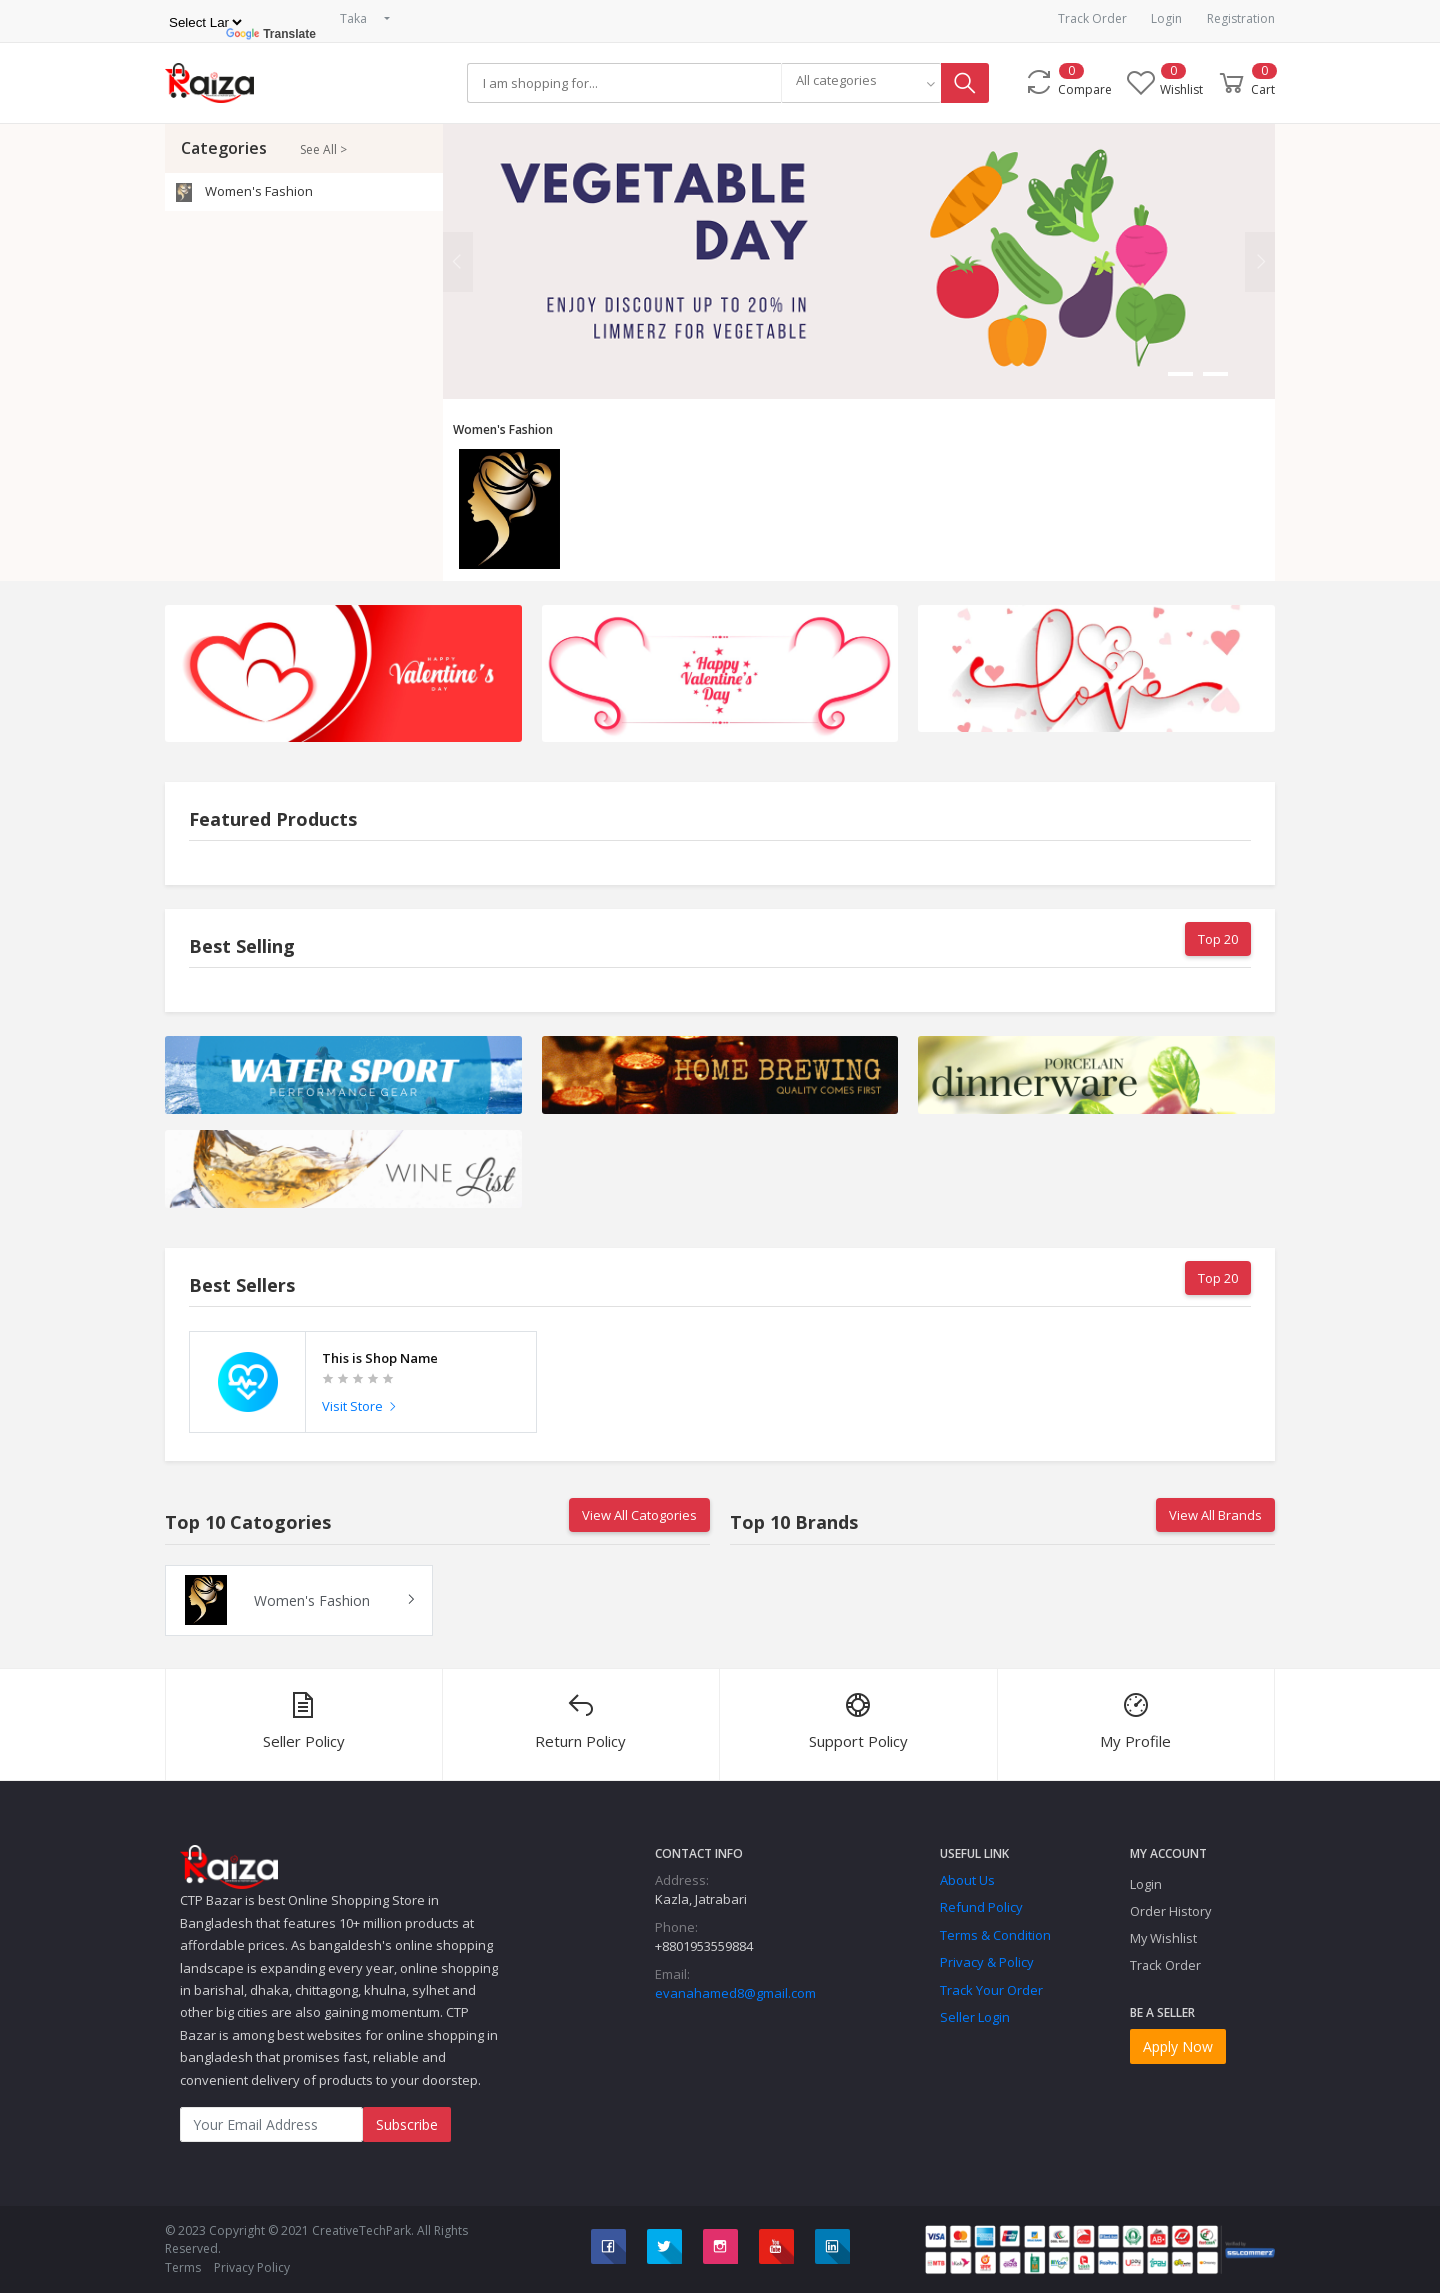 Select Lar
Google Translate
Taka
Track Order
Login
Registration
Raiza
I am shopping for...
All categories
0
Compare
0
Wishlist
0
Cart
Categories
See All >
Women's Fashion
VEGETABLE
DAY
ENJOY DISCOUNT UP TO 20% IN
LIMMERZ FOR VEGETABLE
Women's Fashion
HAPPY
Valentine's
DAY
Happy
Valentine's
Day
love
Featured Products
Best Selling
Top 20
WATER SPORT
PERFORMANCE GEAR
HOME BREWING
QUALITY COMES FIRST
PORCELAIN
dinnerware
WINE List
Best Sellers
Top 20
This is Shop Name
Visit Store
Top 10 Catogories
View All Catogories
Top 10 Brands
View All Brands
Women's Fashion
Seller Policy
Return Policy
Support Policy
My Profile
Raiza
CTP Bazar is best Online Shopping Store in
Bangladesh that features 10+ million products at
affordable prices. As bangaldesh's online shopping
landscape is expanding every year, online shopping
in barishal, dhaka, chittagong, khulna, sylhet and
other big cities are also gaining momentum. CTP
Bazar is among best websites for online shopping in
bangladesh that promises fast, reliable and
convenient delivery of products to your doorstep.
Your Email Address
Subscribe
CONTACT INFO
Address:
Kazla, Jatrabari
Phone:
+8801953559884
Email:
evanahamed8@gmail.com
USEFUL LINK
About Us
Refund Policy
Terms & Condition
Privacy & Policy
Track Your Order
Seller Login
MY ACCOUNT
Login
Order History
My Wishlist
Track Order
BE A SELLER
Apply Now
© 2023 Copyright © 2021 CreativeTechPark. All Rights
Reserved.
Terms
Privacy Policy
VISA
SSLCOMMERZ